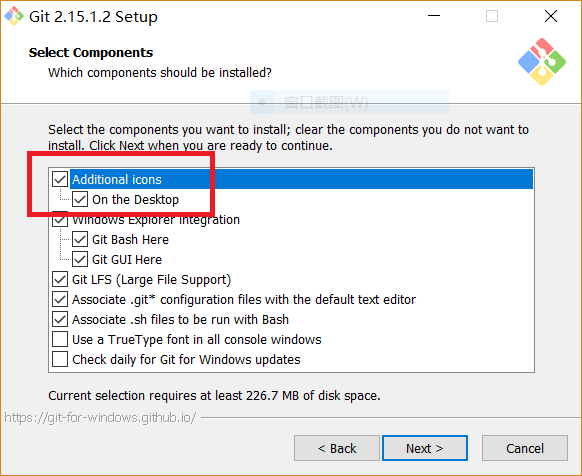 Git 2.15.1.2 Setup
Select Components
Which components should be installed?
窗口截图(W)
Select the components you want to install; clear the components you do not want to
install. Click Next when you are ready to continue.
Additional icons
On the Desktop
Windows Explorer integration
Git Bash Here
Git GUI Here
Git LFS (Large File Support)
Associate .git* configuration files with the default text editor
Associate .sh files to be run with Bash
Use a TrueType font in all console windows
Check daily for Git for Windows updates
Current selection requires at least 226.7 MB of disk space.
https://git-for-windows.github.io/
< Back
Next >
Cancel